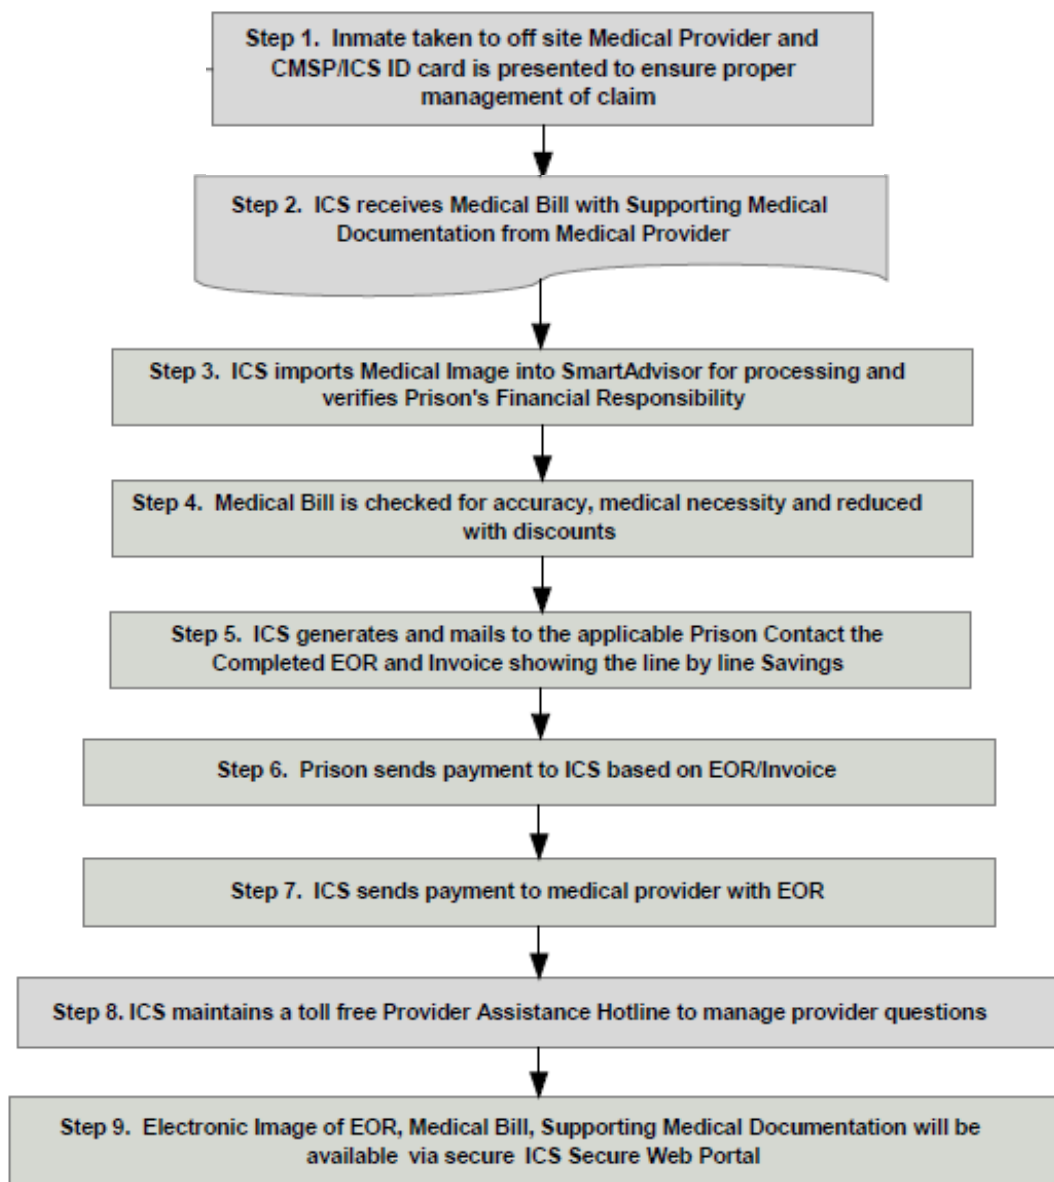 Step 1.  Inmate taken to off site Medical Provider and
CMSP/ICS ID card is presented to ensure proper
management of claim
Step 2.  ICS receives Medical Bill with Supporting Medical
Documentation from Medical Provider
Step 3.  ICS imports Medical Image into SmartAdvisor for processing and
verifies Prison's Financial Responsibility
Step 4.  Medical Bill is checked for accuracy, medical necessity and reduced
with discounts
Step 5.  ICS generates and mails to the applicable Prison Contact the
Completed EOR and Invoice showing the line by line Savings
Step 6.  Prison sends payment to ICS based on EOR/Invoice
Step 7.  ICS sends payment to medical provider with EOR
Step 8. ICS maintains a toll free Provider Assistance Hotline to manage provider questions
Step 9.  Electronic Image of EOR, Medical Bill, Supporting Medical Documentation will be
available  via secure  ICS Secure Web Portal